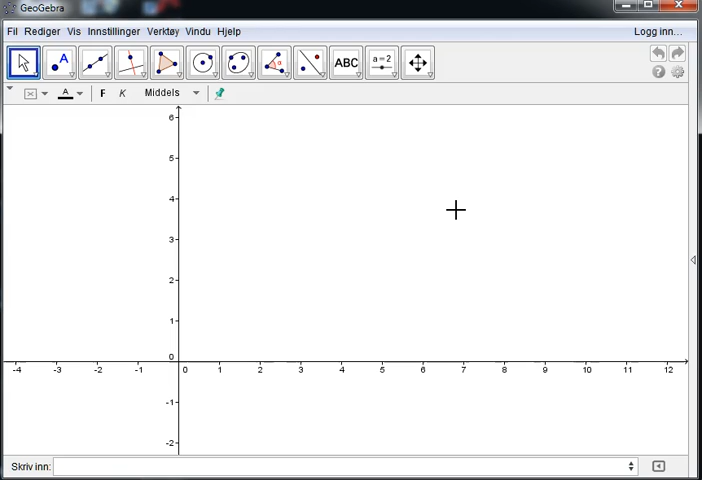 GeoGebra
Fil Rediger Vis Innstillinger Verktøy Vindu Hjelp Logg inn...
A α ABC a=2
A F K Middels
6
5
4
3
2
1
0
-4 -3 -2 -1 0 1 2 3 4 5 6 7 8 9 10 11 12
-1
-2
Skriv inn: